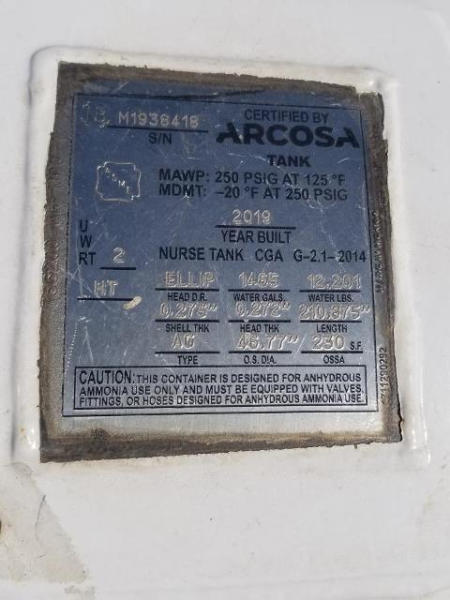 M1938418
S/N
CERTIFIED BY
ARCOSA
TANK
MAWP: 250 PSIG AT 125 °F
MDMT: -20 °F AT 250 PSIG
2019
YEAR BUILT
U
W
RT 2 NURSE TANK CGA G-2.1-2014
HT ELLIP 1465 12,201
HEAD D.R. WATER GALS. WATER LBS.
0.275" 0.272" 210.875"
SHELL THK HEAD THK LENGTH
AG 46.77" 230 S.F.
TYPE O.S. DIA. OSSA
CAUTION: THIS CONTAINER IS DESIGNED FOR ANHYDROUS
AMMONIA USE ONLY AND MUST BE EQUIPPED WITH VALVES,
FITTINGS, OR HOSES DESIGNED FOR ANHYDROUS AMMONIA USE.